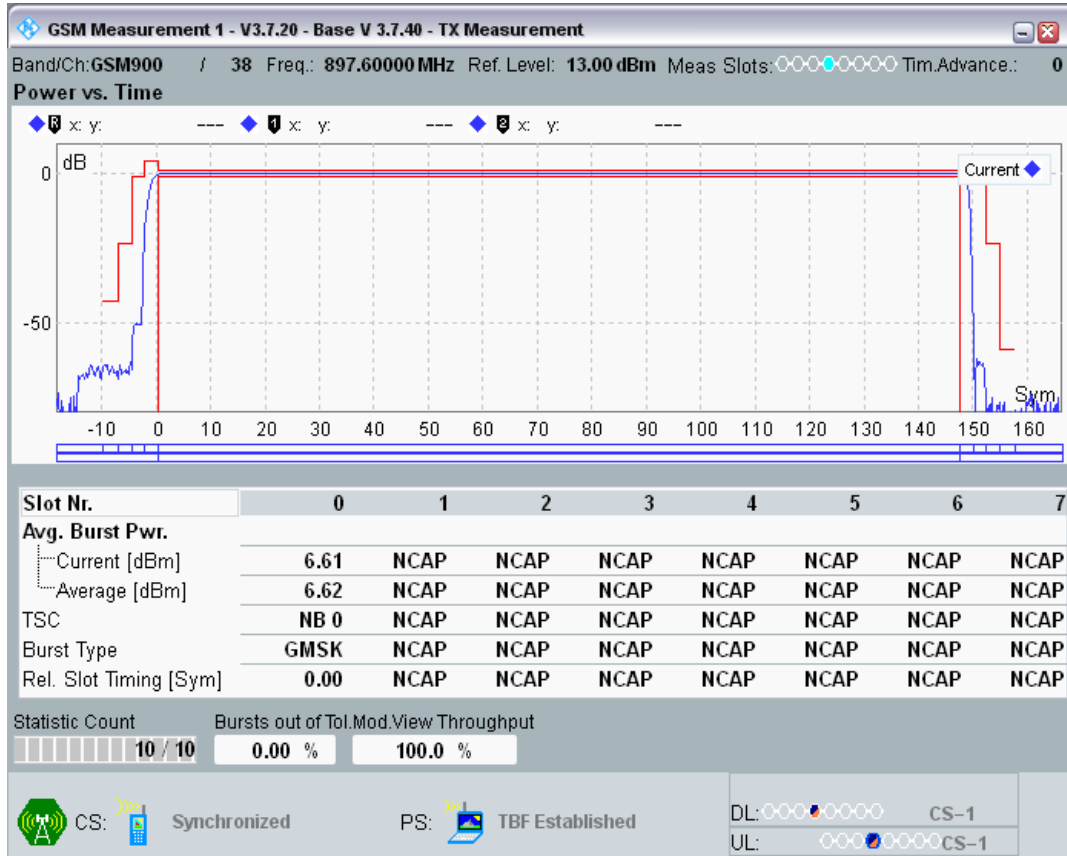 GSM Measurement 1 - V3.7.20 - Base V 3.7.40 - TX Measurement
Band/Ch:GSM900 / 38 Freq.: 897.60000 MHz Ref. Level: 13.00 dBm Meas Slots: Tim.Advance.: 0
Power vs. Time
R x: y: --- 1 x: y: --- 2 x: y: ---
dB
Current
0
-50
Sym
-10 0 10 20 30 40 50 60 70 80 90 100 110 120 130 140 150 160
Slot Nr. 0 1 2 3 4 5 6 7
Avg. Burst Pwr.
Current [dBm] 6.61 NCAP NCAP NCAP NCAP NCAP NCAP NCAP
Average [dBm] 6.62 NCAP NCAP NCAP NCAP NCAP NCAP NCAP
TSC NB 0 NCAP NCAP NCAP NCAP NCAP NCAP NCAP
Burst Type GMSK NCAP NCAP NCAP NCAP NCAP NCAP NCAP
Rel. Slot Timing [Sym] 0.00 NCAP NCAP NCAP NCAP NCAP NCAP NCAP
Statistic Count Bursts out of Tol. Mod.View Throughput
10 / 10 0.00 % 100.0 %
CS: Synchronized PS: TBF Established DL: CS-1
UL: CS-1